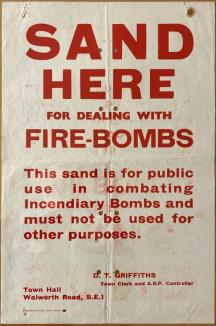 SAND
HERE
FOR DEALING WITH
FIRE-BOMBS
This sand is for public
use in combating
Incendiary Bombs and
must not be used for
other purposes.
D. T. GRIFFITHS
Town Clerk and A.R.P. Controller
Town Hall
Walworth Road, S.E.1